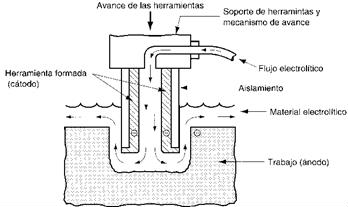 Avance de las herramientas
Soporte de herramintas y
mecanismo de avance
Herramienta formada
(cátodo)
Flujo electrolítico
Aislamiento
Material electrolítico
Trabajo (ánodo)